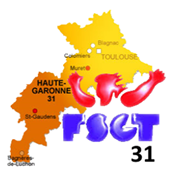 Blagnac
Colomiers
TOULOUSE
Muret
HAUTE-
GARONNE
31
St-Gaudens
FSGT
Bagnères-
de-Luchon
31